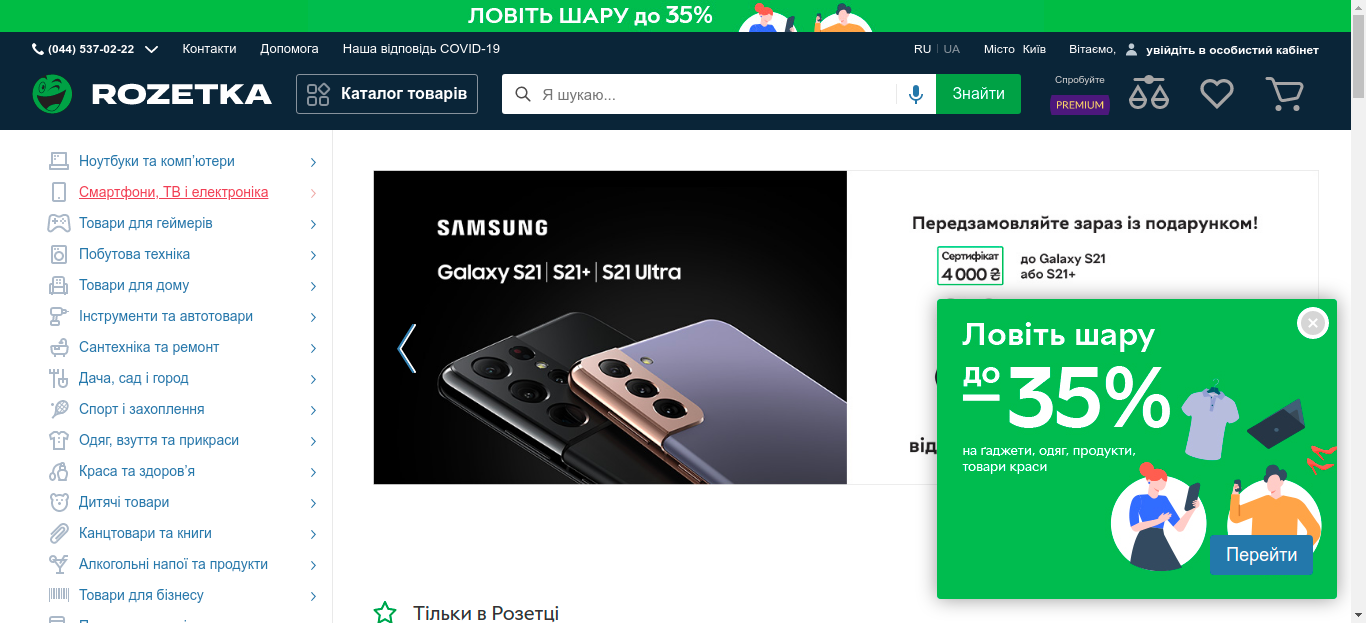 ЛОВІТЬ ШАРУ до 35%
(044) 537-02-22 Контакти Допомога Наша відповідь COVID-19 RU | UA Місто Київ Вітаємо, увійдіть в особистий кабінет
ROZETKA
Каталог товарів
Я шукаю...
Знайти
Спробуйте
PREMIUM
Ноутбуки та комп'ютери
Смартфони, ТВ і електроніка
Товари для геймерів
Побутова техніка
Товари для дому
Інструменти та автотовари
Сантехніка та ремонт
Дача, сад і город
Спорт і захоплення
Одяг, взуття та прикраси
Краса та здоров'я
Дитячі товари
Канцтовари та книги
Алкогольні напої та продукти
Товари для бізнесу
SAMSUNG
Galaxy S21 | S21+ | S21 Ultra
Передзамовляйте зараз із подарунком!
Сертифікат
4 000 ₴
до Galaxy S21
або S21+
від
Ловіть шару
до
–35%
на ґаджети, одяг, продукти,
товари краси
Перейти
Тільки в Розетці